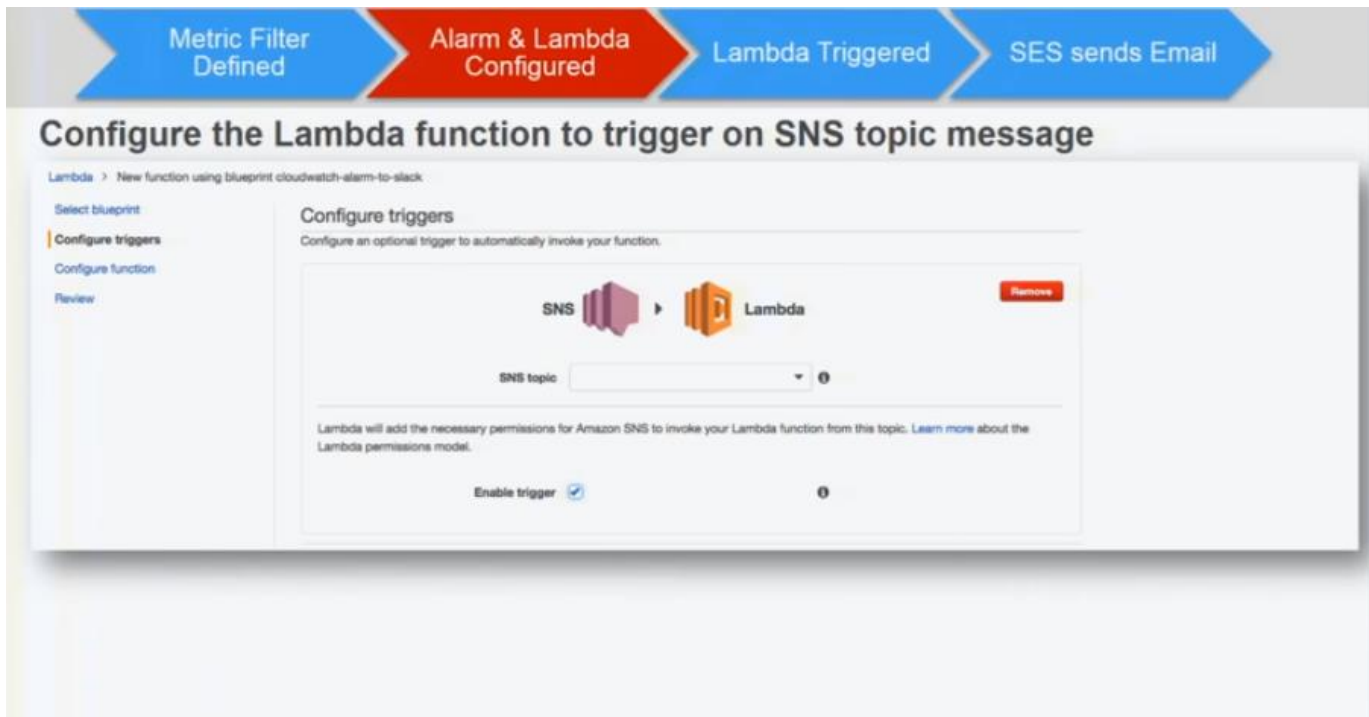 Metric Filter
Defined
Alarm & Lambda
Configured
Lambda Triggered
SES sends Email
Configure the Lambda function to trigger on SNS topic message
Lambda > New function using blueprint cloudwatch-alarm-to-slack
Select blueprint
Configure triggers
Configure function
Review
Configure triggers
Configure an optional trigger to automatically invoke your function.
SNS
Lambda
Remove
SNS topic
Lambda will add the necessary permissions for Amazon SNS to invoke your Lambda function from this topic. Learn more about the
Lambda permissions model.
Enable trigger